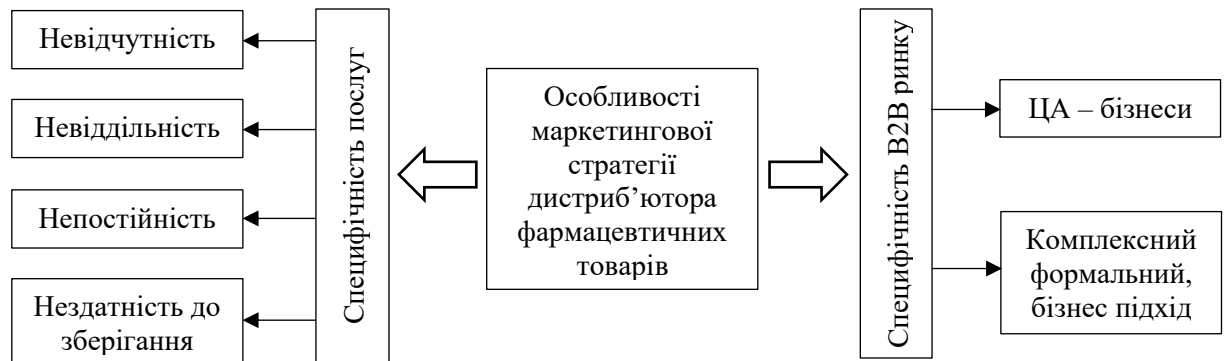 Невідчутність
Невіддільність
Непостійність
Нездатність до
зберігання
Специфічність послуг
Особливості
маркетингової
стратегії
дистриб’ютора
фармацевтичних
товарів
Специфічність B2B ринку
ЦА – бізнеси
Комплексний
формальний,
бізнес підхід